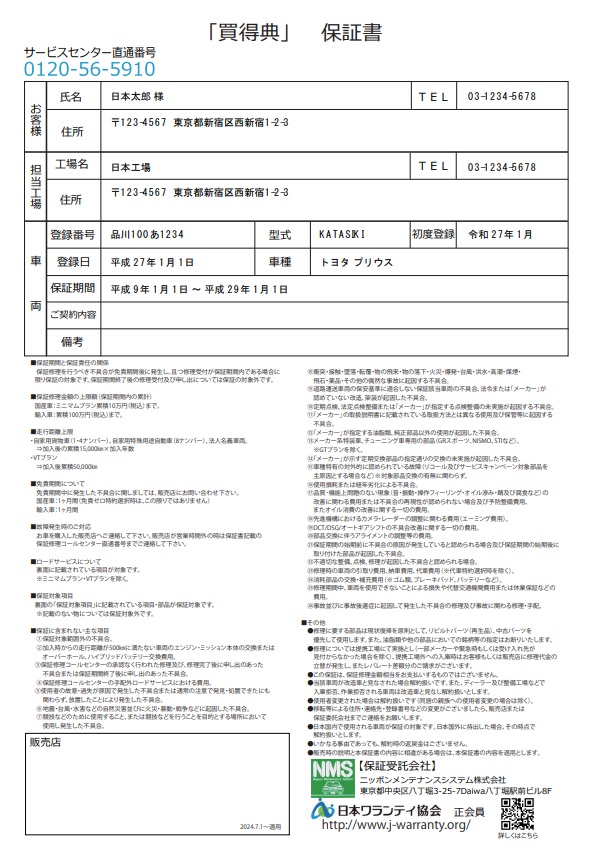 「買得典」　保証書
サービスセンター直通番号
0120-56-5910
お客様
氏名 日本太郎 様 ＴＥＬ 03-1234-5678
住所 〒123-4567 東京都新宿区西新宿1-2-3
担当工場
工場名 日本工場 ＴＥＬ 03-1234-5678
住所 〒123-4567 東京都新宿区西新宿1-2-3
車両
登録番号 品川100あ1234 型式 KATASIKI 初度登録 令和27年1月
登録日 平成27年1月1日 車種 トヨタ プリウス
保証期間 平成9年1月1日 ～ 平成29年1月1日
ご契約内容
備考
■保証期間と保証責任の関係
保証修理を行うべき不具合が免責期間後に発生し、且つ修理受付が保証期間内である場合に
限り保証の対象です。保証期間終了後の修理受付及び申し出については保証の対象外です。
■保証修理金額の上限額（保証期間内の累計）
国産車：ミニマムプラン累積10万円（税込）まで。
輸入車：累積100万円（税込）まで。
■走行距離上限
・自家用貨物車（1・4ナンバー）、自家用特殊用途自動車（8ナンバー）、法人名義車両。
⇒加入後の累積15,000km×加入年数
・VTプラン
⇒加入後累積50,000km
■免責期間について
免責期間中に発生した不具合に関しましては、販売店にお問い合わせ下さい。
国産車：1ヶ月間（免責ゼロ特約選択時は、この限りではありません）
輸入車：1ヶ月間
■故障発生時のご対応
お車を購入した販売店へご連絡して下さい。販売店が営業時間外の時は保証書記載の
保証修理コールセンター直通番号までご連絡して下さい。
■ロードサービスについて
裏面に記載されている項目が対象です。
※ミニマムプラン・VTプランを除く。
■保証対象項目
裏面の「保証対象項目」に記載されている項目・部品が保証対象です。
※記載のない物については保証対象外です。
■保証に含まれない主な項目
①保証対象範囲外の不具合。
②加入時からの走行距離が500kmに満たない車両のエンジン・ミッション本体の交換または
オーバーホール、ハイブリッドバッテリー交換費用。
③保証修理コールセンターの承認なく行われた修理及び、修理完了後に申し出のあった
不具合または保証期間終了後に申し出のあった不具合。
④保証修理コールセンターの手配外ロードサービスにおける費用。
⑤使用者の故意・過失が原因で発生した不具合または通常の注意で発見・処置できたにも
関わらず、放置したことにより発生した不具合。
⑥地震・台風・水害などの自然災害並びに火災・暴動・戦争などに起因した不具合。
⑦競技などのために使用すること、または競技などを行うことを目的とする場所において
使用し発生した不具合。
⑧衝突・接触・墜落・転覆・物の飛来・物の落下・火災・爆発・台風・洪水・高潮・煤煙・
飛石・薬品・その他の偶然な事故に起因する不具合。
⑨道路運送車両の保安基準に適合しない保証該当車両の不具合、法令または「メーカー」が
認めていない改造、架装が起因した不具合。
⑩定期点検、法定点検整備または「メーカー」が指定する点検整備の未実施が起因する不具合。
⑪「メーカー」の取扱説明書に記載されている取扱方法とは異なる使用及び保管等に起因する
不具合。
⑫「メーカー」が指定する油脂類、純正部品以外の使用が起因した不具合。
⑬メーカー系特装車、チューニング車等専用の部品（GRスポーツ、NISMO、STIなど）。
※GTプランを除く。
⑭「メーカー」が示す定期交換部品の指定通りの交換の未実施が起因した不具合。
⑮車種特有の対外的に認められている故障（リコール及びサービスキャンペーン対象部品を
主原因とする場合など）※対象部品交換の有無に関わらず。
⑯使用損耗または経年劣化による不具合。
⑰品質・機能上問題のない現象（音・振動・操作フィーリング・オイル滲み・錆及び腐食など）の
改善に関わる費用または不具合の再現性が認められない場合及び予防整備費用。
またオイル消費の改善に関する一切の費用。
⑱先進機構におけるカメラ・レーダーの調整に関わる費用（エーミング費用）。
⑲DCT/DSG/オートギアシフトの不具合改善に関する一切の費用。
⑳部品交換に伴うアライメントの調整等の費用。
㉑保証期間の始期前に不具合の原因が発生していると認められる場合及び保証期間の始期後に
取り付けた部品が起因した不具合。
㉒不適切な整備、点検、修理が起因した不具合と認められる場合。
㉓修理時の車両の引取り費用、納車費用、代車費用（※代車特約選択時を除く）。
㉔消耗部品の交換・補充費用（※ゴム類、ブレーキパッド、バッテリーなど）。
㉕修理期間中、車両を使用できないことによる損失や代替交通機関費用または休業保証などの
費用。
㉖事故並びに事故後遺症に起因して発生した不具合の修理及び事故に関わる修理・手配。
■その他
●修理に要する部品は現状復帰を原則として、リビルトパーツ（再生品）、中古パーツを
優先して使用します。また、油脂類や他の部品においての銘柄等の指定はお断りいたします。
●修理については提携工場にて実施とし（一部メーカーや緊急時もしくは受け入れ先が
見付からなかった場合を除く）、提携工場外への入庫時はお客様もしくは販売店に修理代金の
立替が発生し、またレバレート差額分のご請求がございます。
●この保証は、保証修理金額相当をお支払いするものではございません。
●当該車両が改造車と見なされた場合解約扱いです。また、ディーラー及び整備工場などで
入庫拒否、作業拒否される車両は改造車と見なし解約扱いとします。
●使用者変更された場合は解約扱いです（同居の親族への使用者変更の場合は除く）。
●移転等による住所・連絡先・登録番号などの変更がございましたら、販売店または
保証委託会社までご連絡をお願いします。
●日本国内で使用される車両が保証の対象です。日本国外に持出した場合、その時点で
解約扱いとします。
●いかなる事由であっても、解約時の返戻金はございません。
●販売時の説明と本保証書の内容に相違がある場合は、本保証書の内容を適用とします。
販売店
2024.7.1～適用
NMS
【保証受託会社】
ニッポンメンテナンスシステム株式会社
東京都中央区八丁堀3-25-7Daiwa八丁堀駅前ビル8F
日本ワランティ協会　正会員
http://www.j-warranty.org/
詳しくはこちら